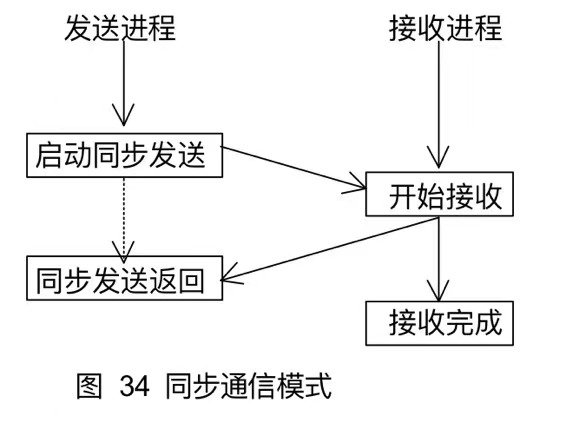 发送进程
接收进程
启动同步发送
开始接收
同步发送返回
接收完成
图 34 同步通信模式